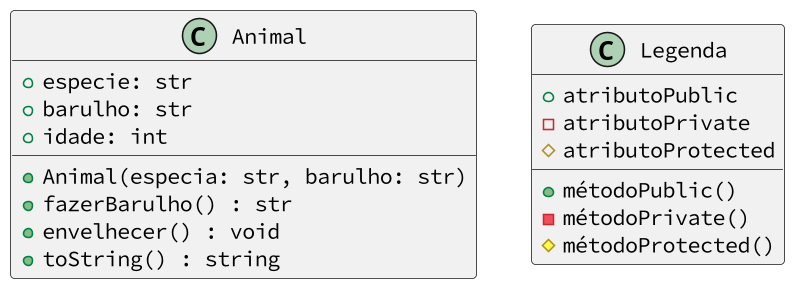 C Animal
especie: str
barulho: str
idade: int
Animal(especia: str, barulho: str)
fazerBarulho() : str
envelhecer() : void
toString() : string
C Legenda
atributoPublic
atributoPrivate
atributoProtected
métodoPublic()
métodoPrivate()
métodoProtected()